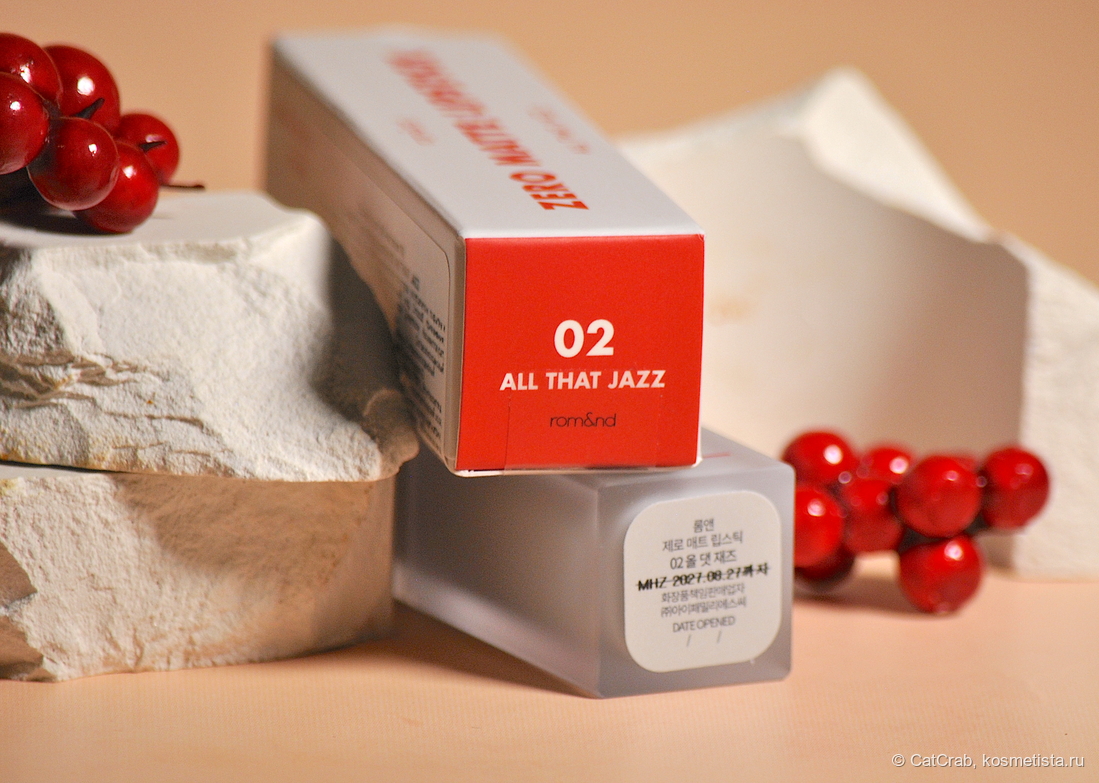 ZERO MATTE LIPSTICK
02
ALL THAT JAZZ
rom&nd
롬앤
제로 매트 립스틱
02 올 댓 재즈
MHZ 2027.08.27까지
화장품책임판매업자
㈜아이패밀리에스씨
DATE OPENED
/ /
© CatCrab, kosmetista.ru